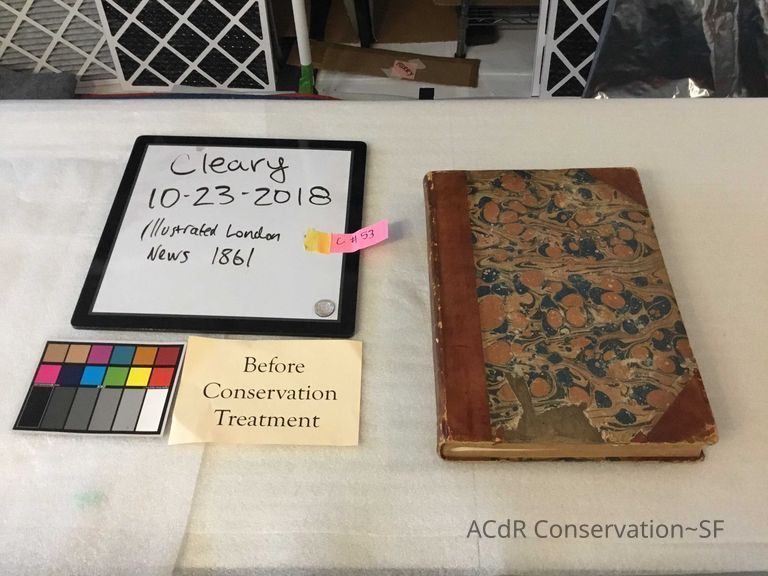 Cleary
10-23-2018
Illustrated London
News 1861
C #53
Before
Conservation
Treatment
ACdR Conservation~SF